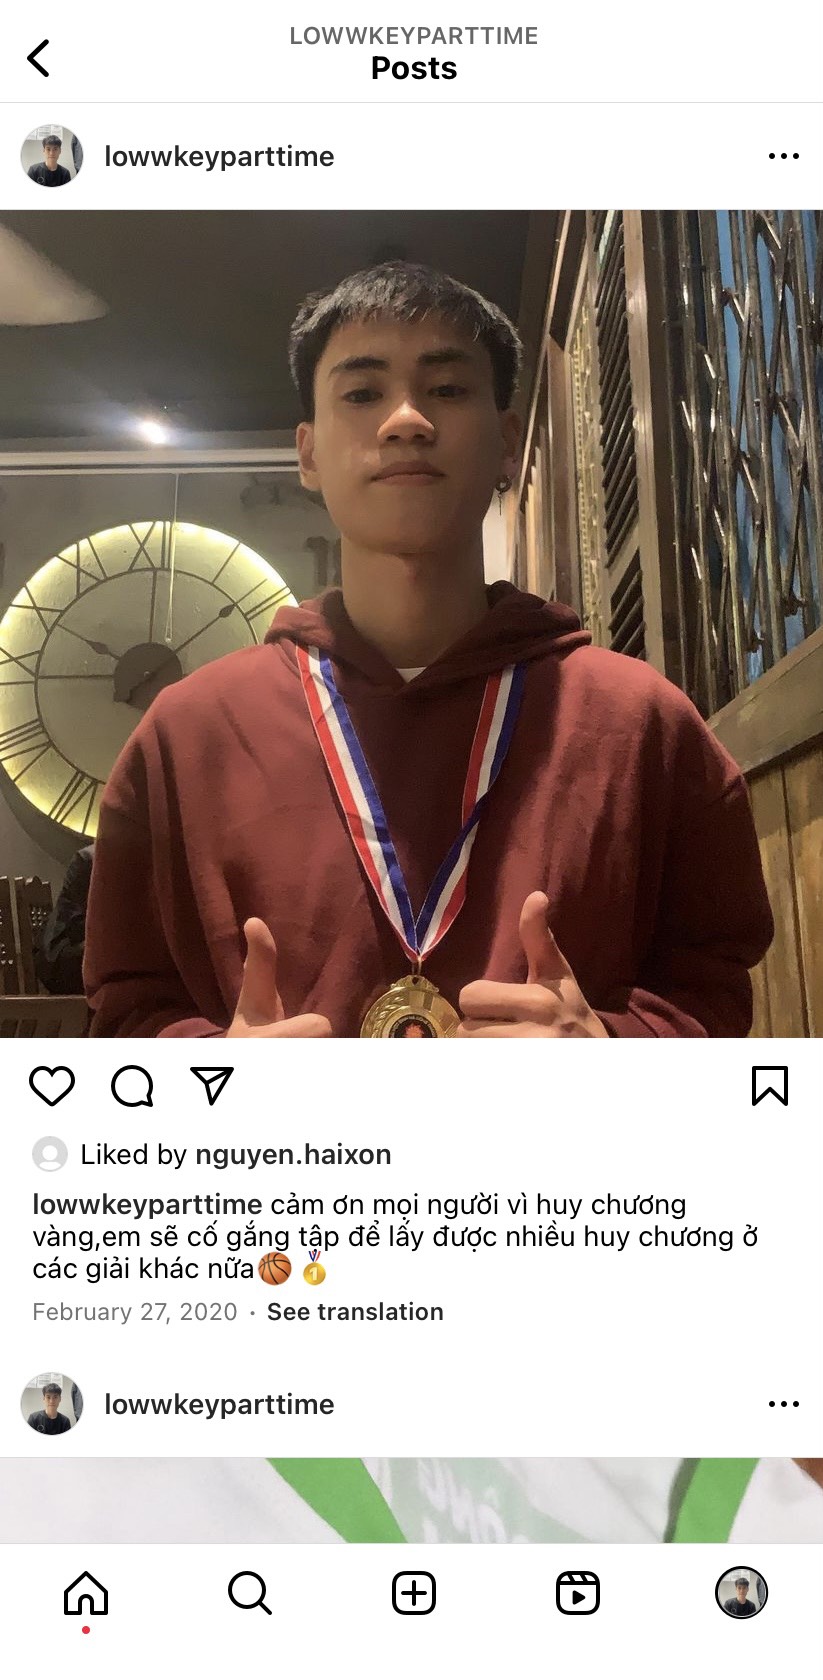 LOWWKEYPARTTIME
Posts
lowwkeyparttime
Liked by nguyen.haixon
lowwkeyparttime cảm ơn mọi người vì huy chương
vàng,em sẽ cố gắng tập để lấy được nhiều huy chương ở
các giải khác nữa🏀🏅
February 27, 2020 · See translation
lowwkeyparttime